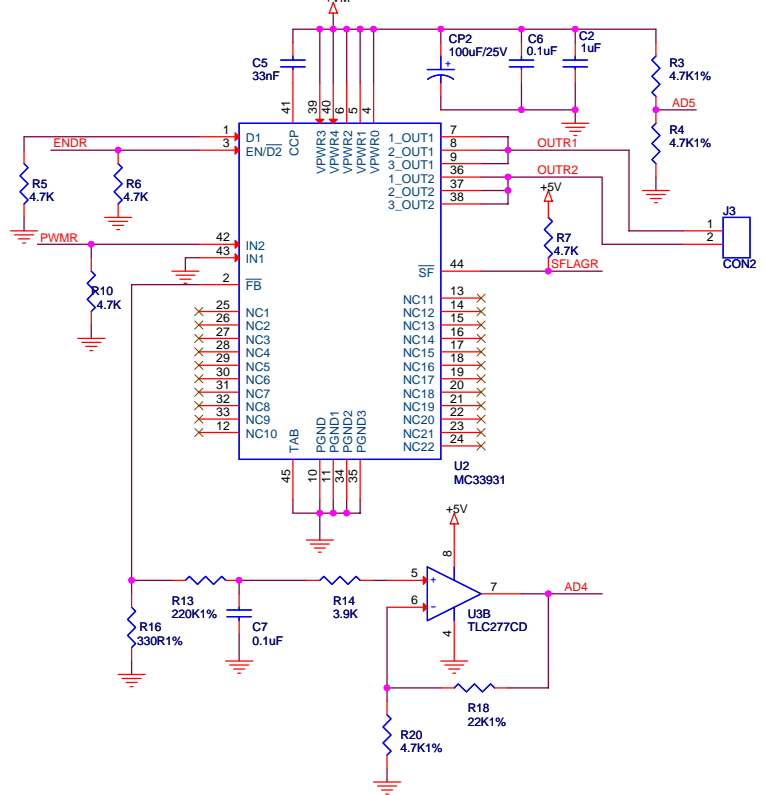 C5
33nF
CP2
100uF/25V
C6
0.1uF
C2
1uF
R3
4.7K1%
AD5
R4
4.7K1%
41
39
40
6
5
4
CCP
VPWR3
VPWR4
VPWR2
VPWR1
VPWR0
1
D1
ENDR
3
EN/D2
R5
4.7K
R6
4.7K
PWMR
42
IN2
43
IN1
R10
4.7K
2
FB
25
NC1
26
NC2
27
NC3
28
NC4
29
NC5
30
NC6
31
NC7
32
NC8
33
NC9
12
NC10
1_OUT1
7
2_OUT1
8
3_OUT1
9
1_OUT2
36
2_OUT2
37
3_OUT2
38
OUTR1
OUTR2
+5V
R7
4.7K
SF
44
SFLAGR
J3
1
2
CON2
NC11
13
NC12
14
NC13
15
NC14
16
NC15
17
NC16
18
NC17
19
NC18
20
NC19
21
NC20
22
NC21
23
NC22
24
TAB
PGND
PGND1
PGND2
PGND3
45
10
11
34
35
U2
MC33931
+5V
8
5
+
6
-
7
AD4
4
U3B
TLC277CD
R13
220K1%
R14
3.9K
C7
0.1uF
R16
330R1%
R18
22K1%
R20
4.7K1%